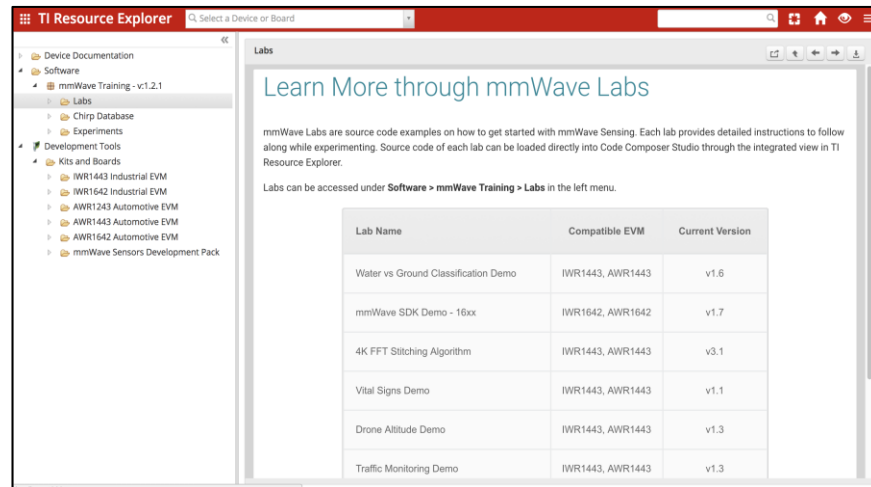 TI Resource Explorer
Q Select a Device or Board
Device Documentation
Software
mmWave Training - v:1.2.1
Labs
Chirp Database
Experiments
Development Tools
Kits and Boards
IWR1443 Industrial EVM
IWR1642 Industrial EVM
AWR1243 Automotive EVM
AWR1443 Automotive EVM
AWR1642 Automotive EVM
mmWave Sensors Development Pack
Labs
Learn More through mmWave Labs
mmWave Labs are source code examples on how to get started with mmWave Sensing. Each lab provides detailed instructions to follow
along while experimenting. Source code of each lab can be loaded directly into Code Composer Studio through the integrated view in TI
Resource Explorer.
Labs can be accessed under Software > mmWave Training > Labs in the left menu.
Lab Name Compatible EVM Current Version
Water vs Ground Classification Demo IWR1443, AWR1443 v1.6
mmWave SDK Demo - 16xx IWR1642, AWR1642 v1.7
4K FFT Stitching Algorithm IWR1443, AWR1443 v3.1
Vital Signs Demo IWR1443, AWR1443 v1.1
Drone Altitude Demo IWR1443, AWR1443 v1.3
Traffic Monitoring Demo IWR1443, AWR1443 v1.3